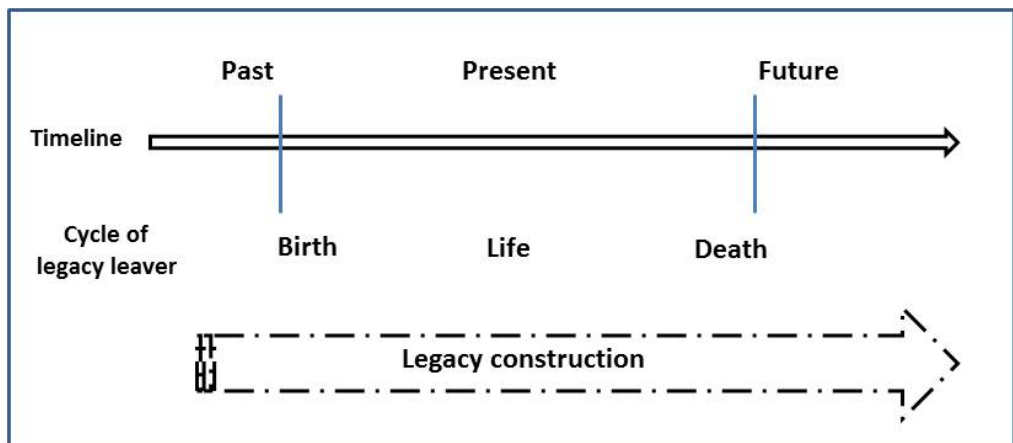 Past Present Future
Timeline
Cycle of
legacy leaver
Birth Life Death
Legacy construction